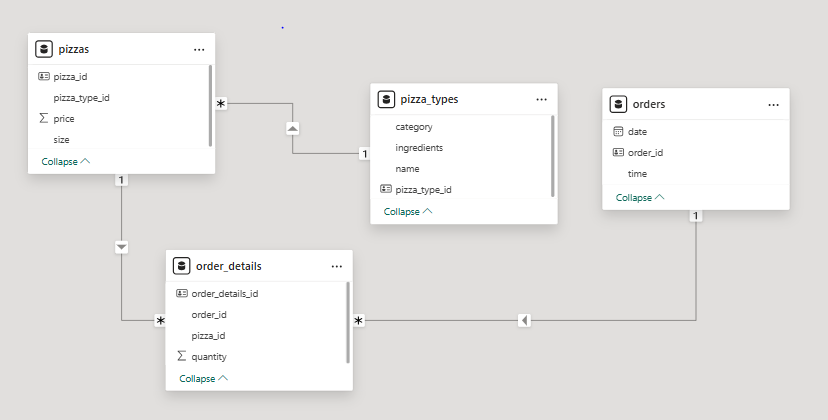 pizzas
...
pizza_id
pizza_type_id
Σ price
size
Collapse
*
1
pizza_types
...
category
ingredients
name
pizza_type_id
Collapse
1
orders
...
date
order_id
time
Collapse
1
order_details
...
order_details_id
order_id
pizza_id
Σ quantity
Collapse
*
*